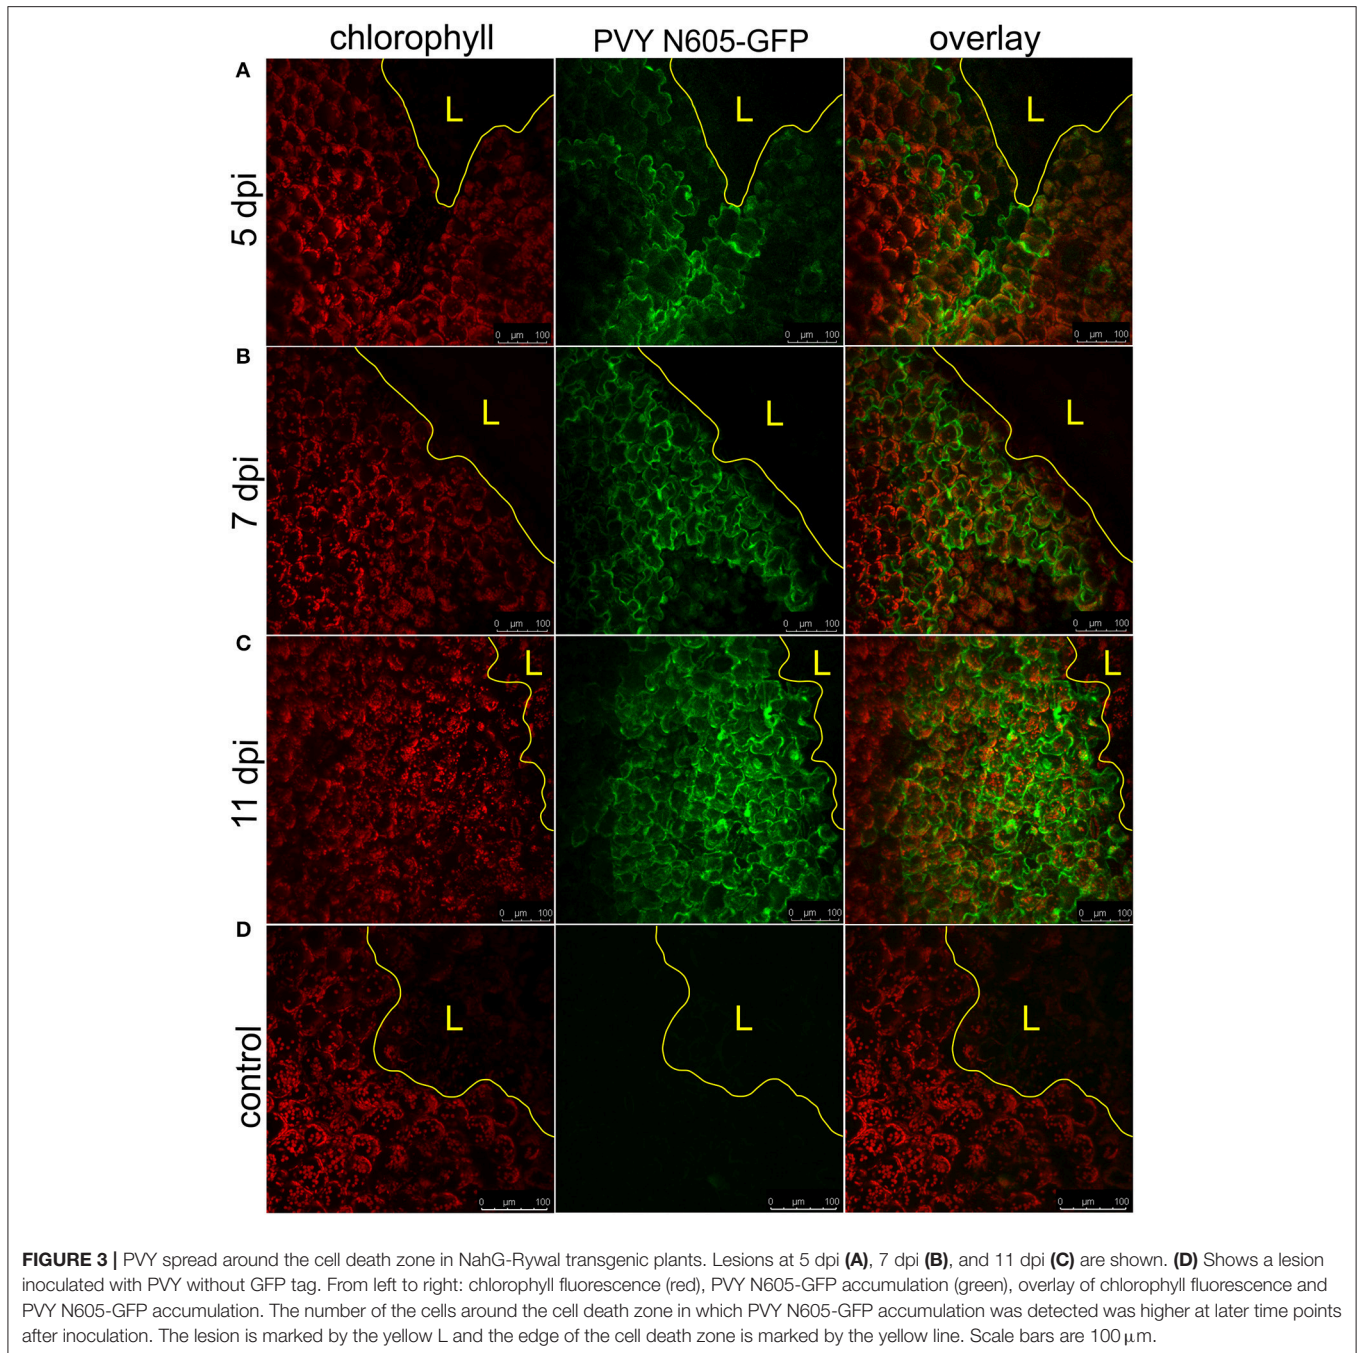 chlorophyll PVY N605-GFP overlay
A
L L L
5 dpi
0 µm 100 0 µm 100 0 µm 100
B
L L L
7 dpi
0 µm 100 0 µm 100 0 µm 100
C
L L L
11 dpi
0 µm 100 0 µm 100 0 µm 100
D
L L L
control
0 µm 100 0 µm 100 0 µm 100
FIGURE 3 | PVY spread around the cell death zone in NahG-Rywal transgenic plants. Lesions at 5 dpi (A), 7 dpi (B), and 11 dpi (C) are shown. (D) Shows a lesion
inoculated with PVY without GFP tag. From left to right: chlorophyll fluorescence (red), PVY N605-GFP accumulation (green), overlay of chlorophyll fluorescence and
PVY N605-GFP accumulation. The number of the cells around the cell death zone in which PVY N605-GFP accumulation was detected was higher at later time points
after inoculation. The lesion is marked by the yellow L and the edge of the cell death zone is marked by the yellow line. Scale bars are 100 µm.